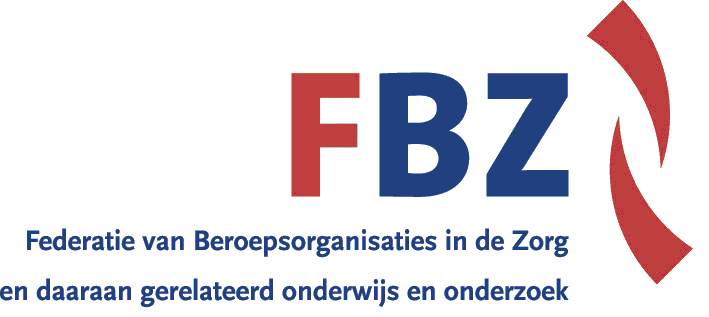 FBZ
Federatie van Beroepsorganisaties in de Zorg
en daaraan gerelateerd onderwijs en onderzoek